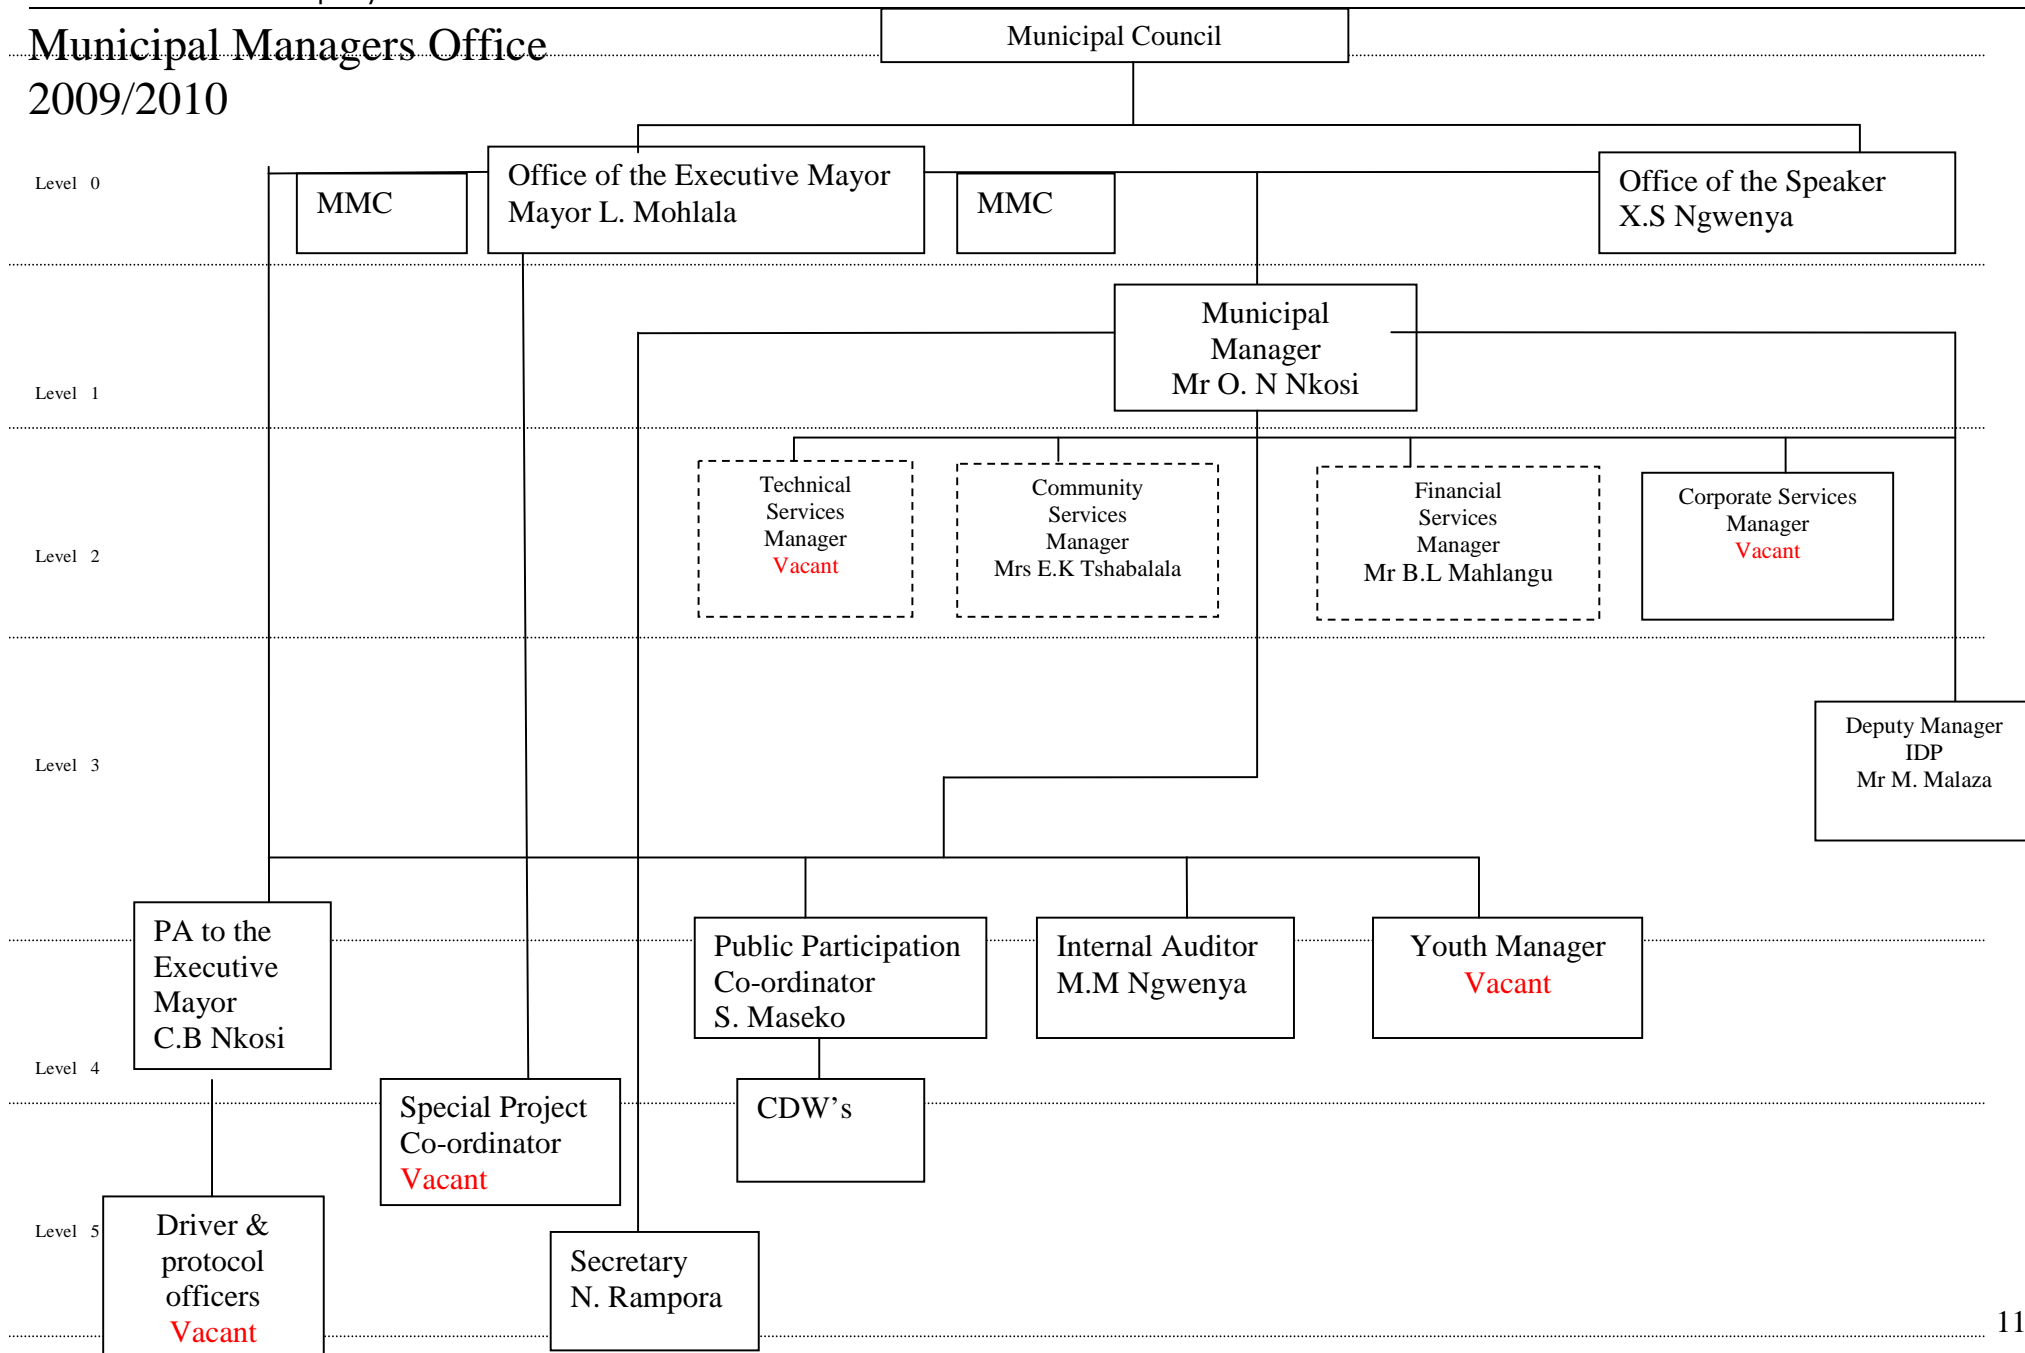 Municipal Managers Office
2009/2010
Municipal Council
Level 0
MMC
Office of the Executive Mayor
Mayor L. Mohlala
MMC
Office of the Speaker
X.S Ngwenya
Level 1
Municipal
Manager
Mr O. N Nkosi
Level 2
Technical
Services
Manager
Vacant
Community
Services
Manager
Mrs E.K Tshabalala
Financial
Services
Manager
Mr B.L Mahlangu
Corporate Services
Manager
Vacant
Level 3
Deputy Manager
IDP
Mr M. Malaza
PA to the
Executive
Mayor
C.B Nkosi
Public Participation
Co-ordinator
S. Maseko
Internal Auditor
M.M Ngwenya
Youth Manager
Vacant
Level 4
Special Project
Co-ordinator
Vacant
CDW’s
Level 5
Driver &
protocol
officers
Vacant
Secretary
N. Rampora
11